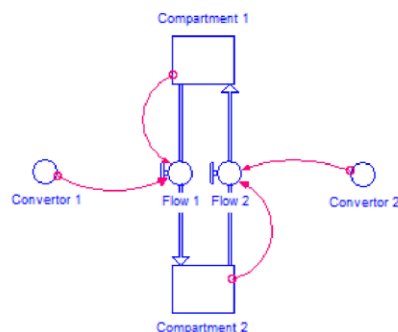 Compartment 1
Convertor 1
Flow 1
Flow 2
Convertor 2
Compartment 2